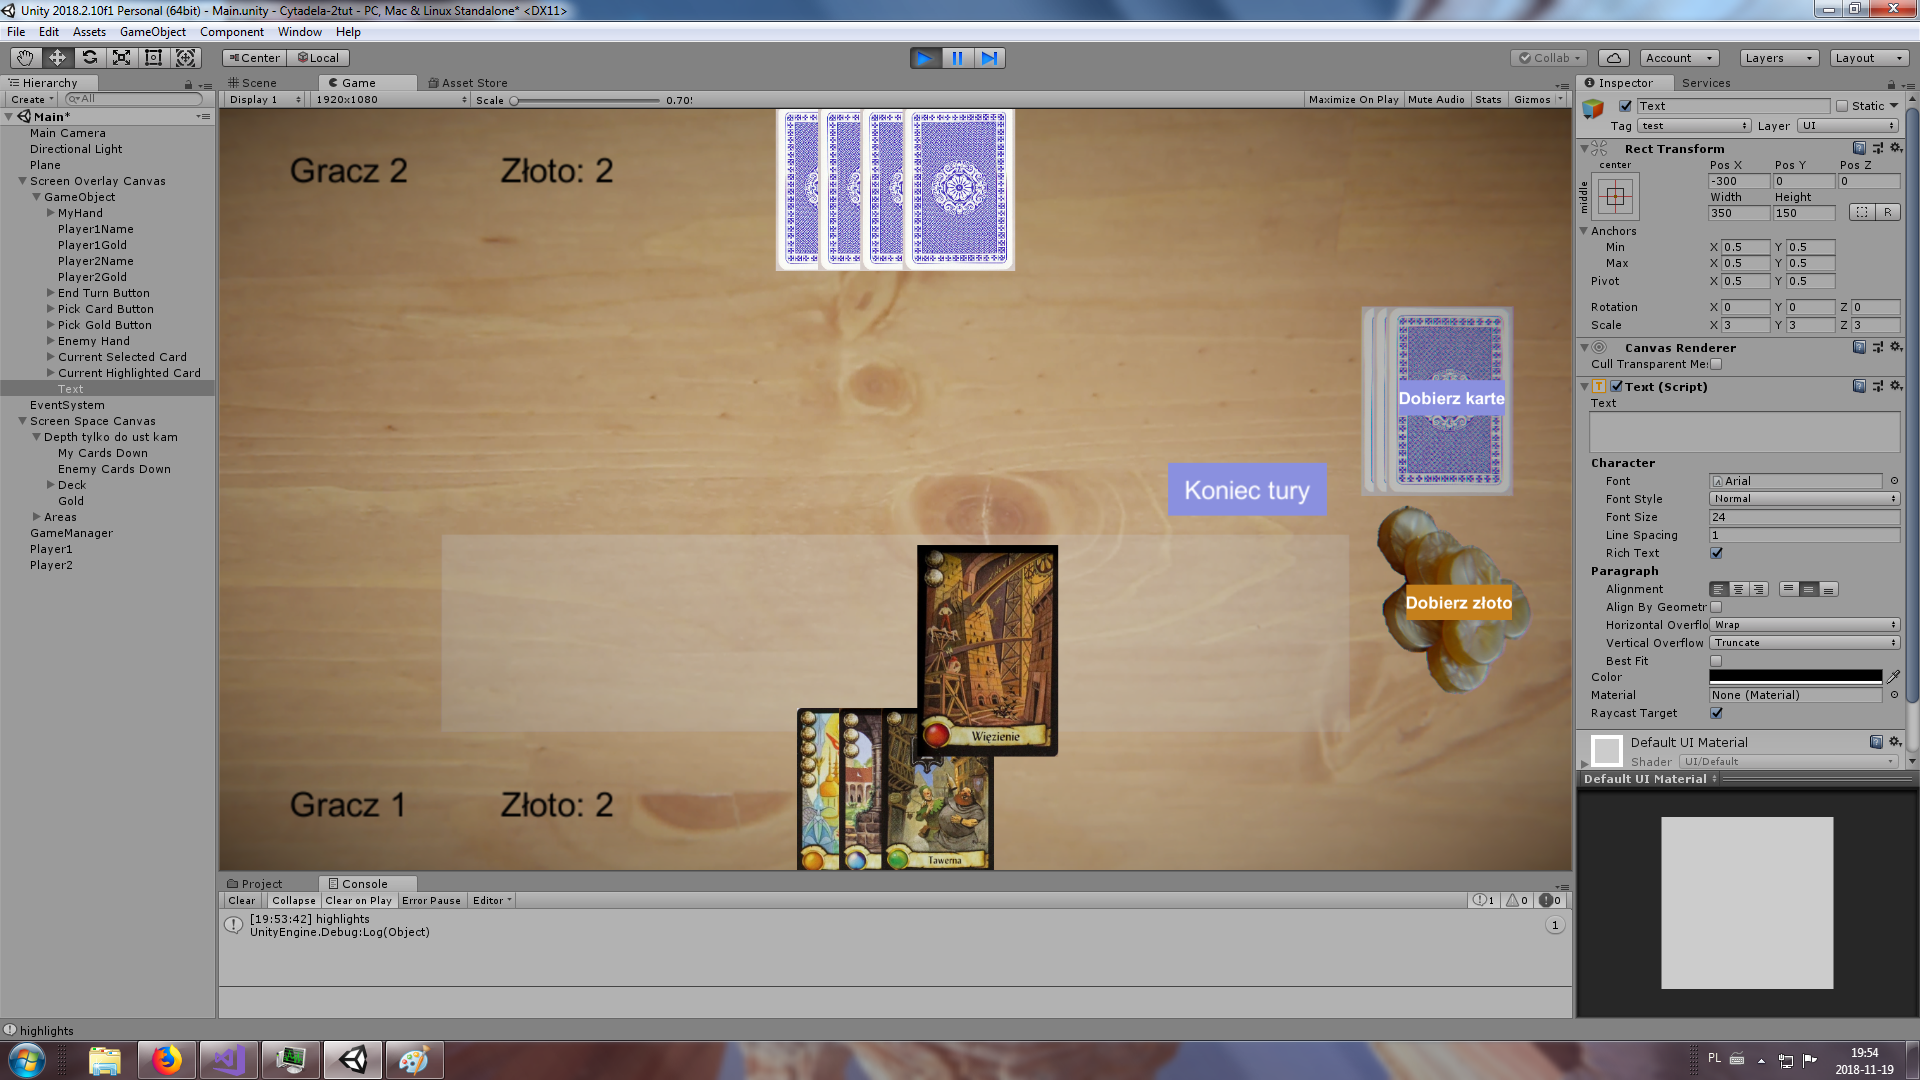 Unity 2018.2.10f1 Personal (64bit) - Main.unity - Cytadela-2tut - PC, Mac & Linux Standalone* <DX11>
File Edit Assets GameObject Component Window Help
Center Local
Collab Account Layers Layout
Hierarchy
Create All
Main*
Main Camera
Directional Light
Plane
Screen Overlay Canvas
GameObject
MyHand
Player1Name
Player1Gold
Player2Name
Player2Gold
End Turn Button
Pick Card Button
Pick Gold Button
Enemy Hand
Current Selected Card
Current Highlighted Card
Text
EventSystem
Screen Space Canvas
Depth tylko do ust kam
My Cards Down
Enemy Cards Down
Deck
Gold
Areas
GameManager
Player1
Player2
Scene Game Asset Store
Display 1 1920x1080 Scale 0.70 Maximize On Play Mute Audio Stats Gizmos
Gracz 2 Złoto: 2
Dobierz karte
Koniec tury
Dobierz złoto
Więzienie
Gracz 1 Złoto: 2
Tawerna
Project Console
Clear Collapse Clear on Play Error Pause Editor 1 0 0
[19:53:42] highlights
UnityEngine.Debug:Log(Object)
1
highlights
Inspector Services
Text Static
Tag test Layer UI
Rect Transform
center Pos X Pos Y Pos Z
middle -300 0 0
Width Height
350 150 R
Anchors
Min X 0.5 Y 0.5
Max X 0.5 Y 0.5
Pivot X 0.5 Y 0.5
Rotation X 0 Y 0 Z 0
Scale X 3 Y 3 Z 3
Canvas Renderer
Cull Transparent Mes
Text (Script)
Text
Character
Font Arial
Font Style Normal
Font Size 24
Line Spacing 1
Rich Text
Paragraph
Alignment
Align By Geometr
Horizontal Overflo Wrap
Vertical Overflow Truncate
Best Fit
Color
Material None (Material)
Raycast Target
Default UI Material
Shader UI/Default
Default UI Material
PL 19:54
2018-11-19